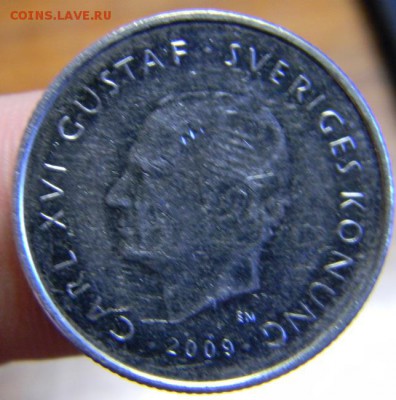 COINS.LAVE.RU
CARL XVI GUSTAF · SVERIGES KONUNG ·
2009 ·
SM